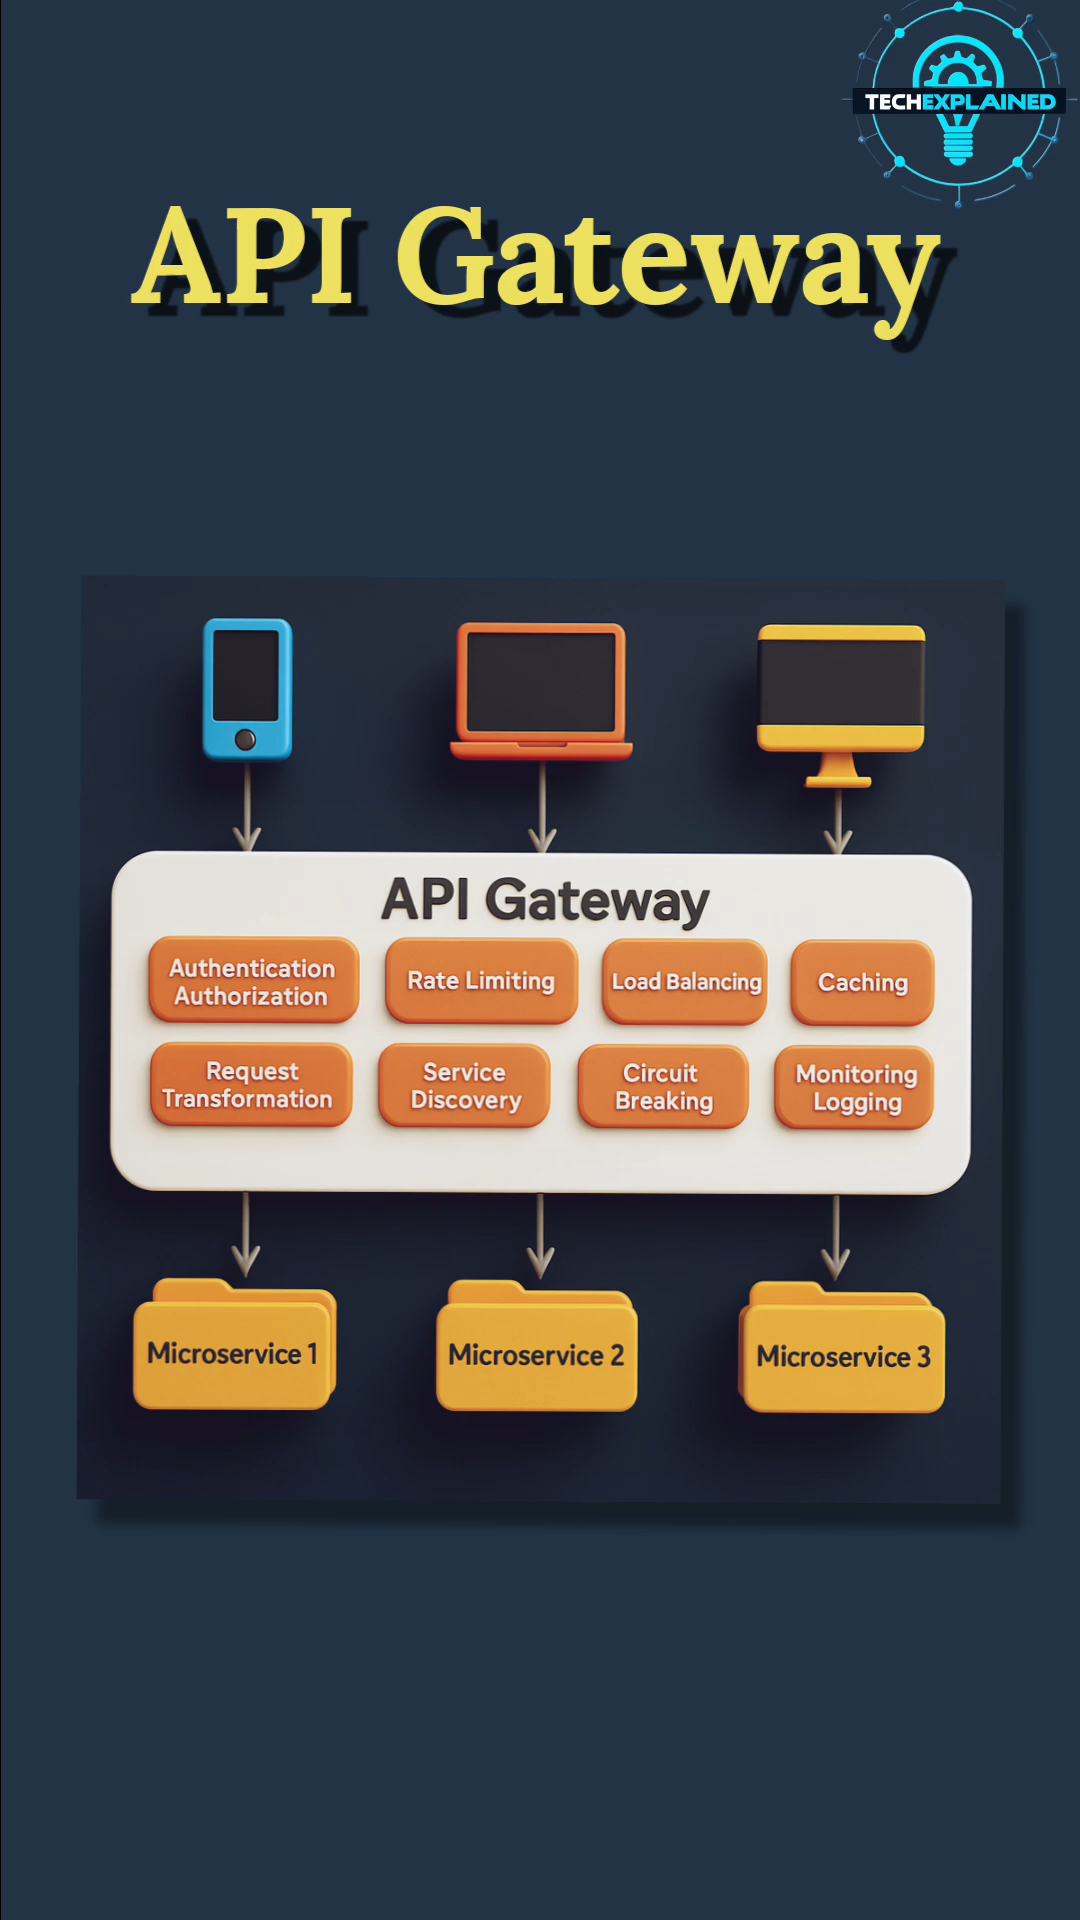 TECHEXPLAINED
API Gateway
API Gateway
Authentication
Authorization
Rate Limiting
Load Balancing
Caching
Request
Transformation
Service
Discovery
Circuit
Breaking
Monitoring
Logging
Microservice 1
Microservice 2
Microservice 3